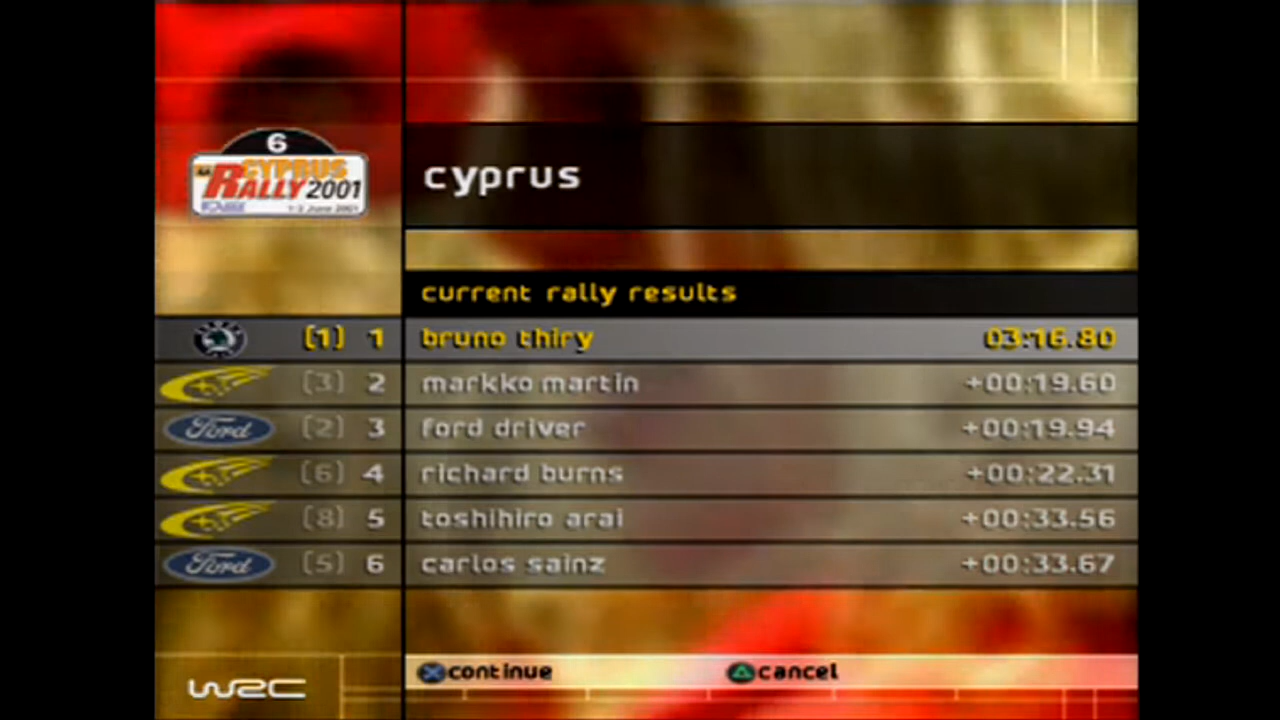 6
CYPRUS
RALLY 2001
1-3 June 2001
cyprus
current rally results
(1) 1 bruno thiry 03:16.80
(3) 2 markko martin +00:19.60
Ford (2) 3 ford driver +00:19.94
(6) 4 richard burns +00:22.31
(8) 5 toshihiro arai +00:33.56
Ford (5) 6 carlos sainz +00:33.67
continue cancel
WRC